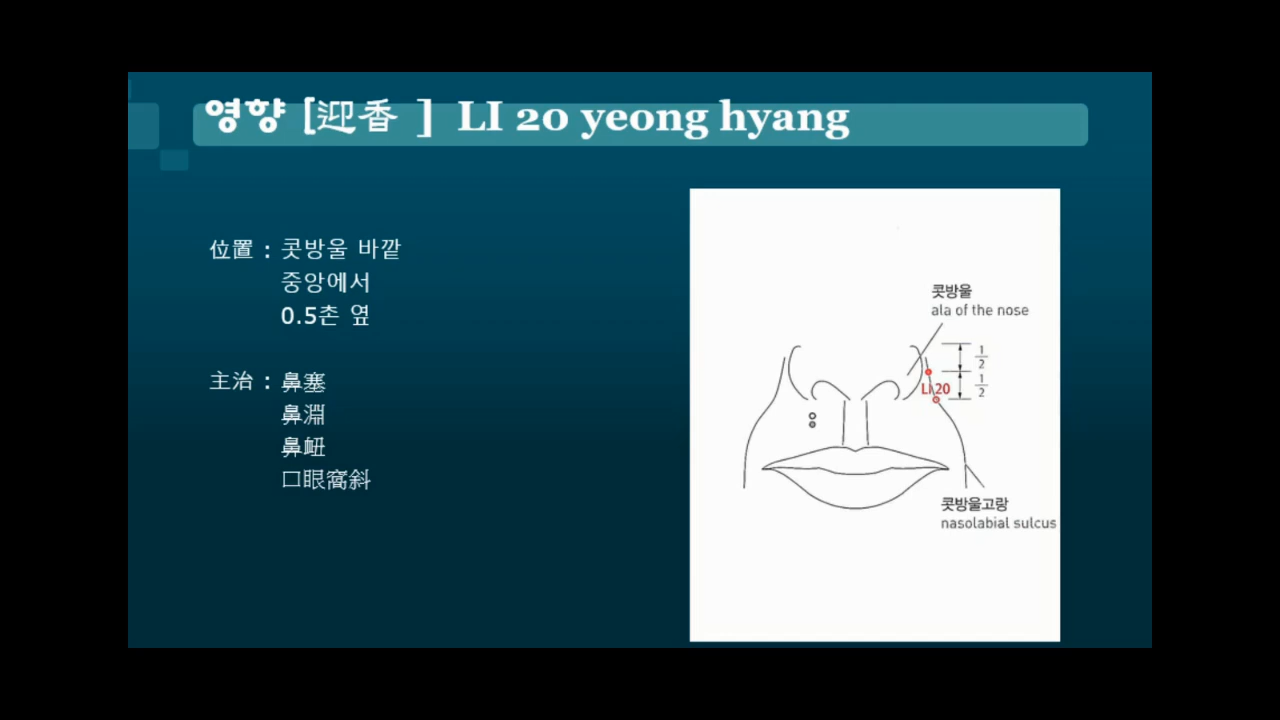 영향 [迎香 ] LI 20 yeong hyang
位置 : 콧방울 바깥
중앙에서
0.5촌 옆
主治 : 鼻塞
鼻淵
鼻衄
口眼窩斜
콧방울
ala of the nose
1/2
1/2
LI 20
콧방울고랑
nasolabial sulcus